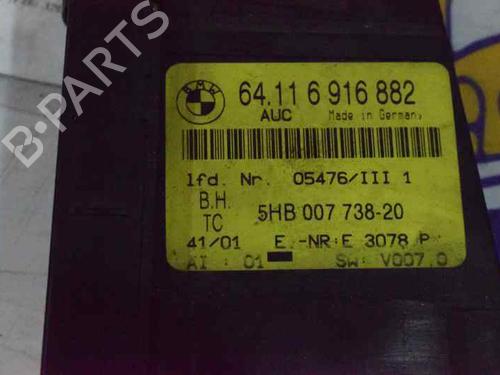 B-PARTS
BMW
64.11 6 916 882
AUC Made in Germany
lfd. Nr. 05476/III 1
B.H. 5HB 007 738-20
TC
41/01 E.-NR:E 3078 P
AI : 01 SW: V007.0